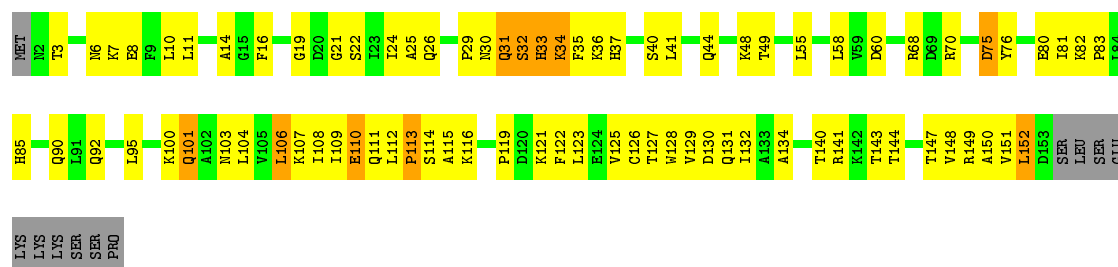 MET N2 T3 N6 K7 E8 F9 L10 L11 A14 G15 F16 G19 D20 G21 S22 I23 I24 A25 Q26 P29 N30 Q31 S32 H33 K34 F35 K36 H37 S40 L41 Q44 K48 T49 L55 L58 V59 D60 R68 D69 R70 D75 Y76 E80 I81 K82 P83 L84
H85 Q90 L91 Q92 L95 K100 Q101 A102 N103 L104 V105 L106 K107 I108 I109 E110 Q111 L112 P113 S114 A115 K116 P119 D120 K121 F122 L123 E124 V125 C126 T127 W128 V129 D130 Q131 I132 A133 A134 T140 R141 K142 T143 T144 T147 V148 R149 A150 V151 L152 D153 SER LEU SER GLU
LYS LYS LYS SER SER PRO